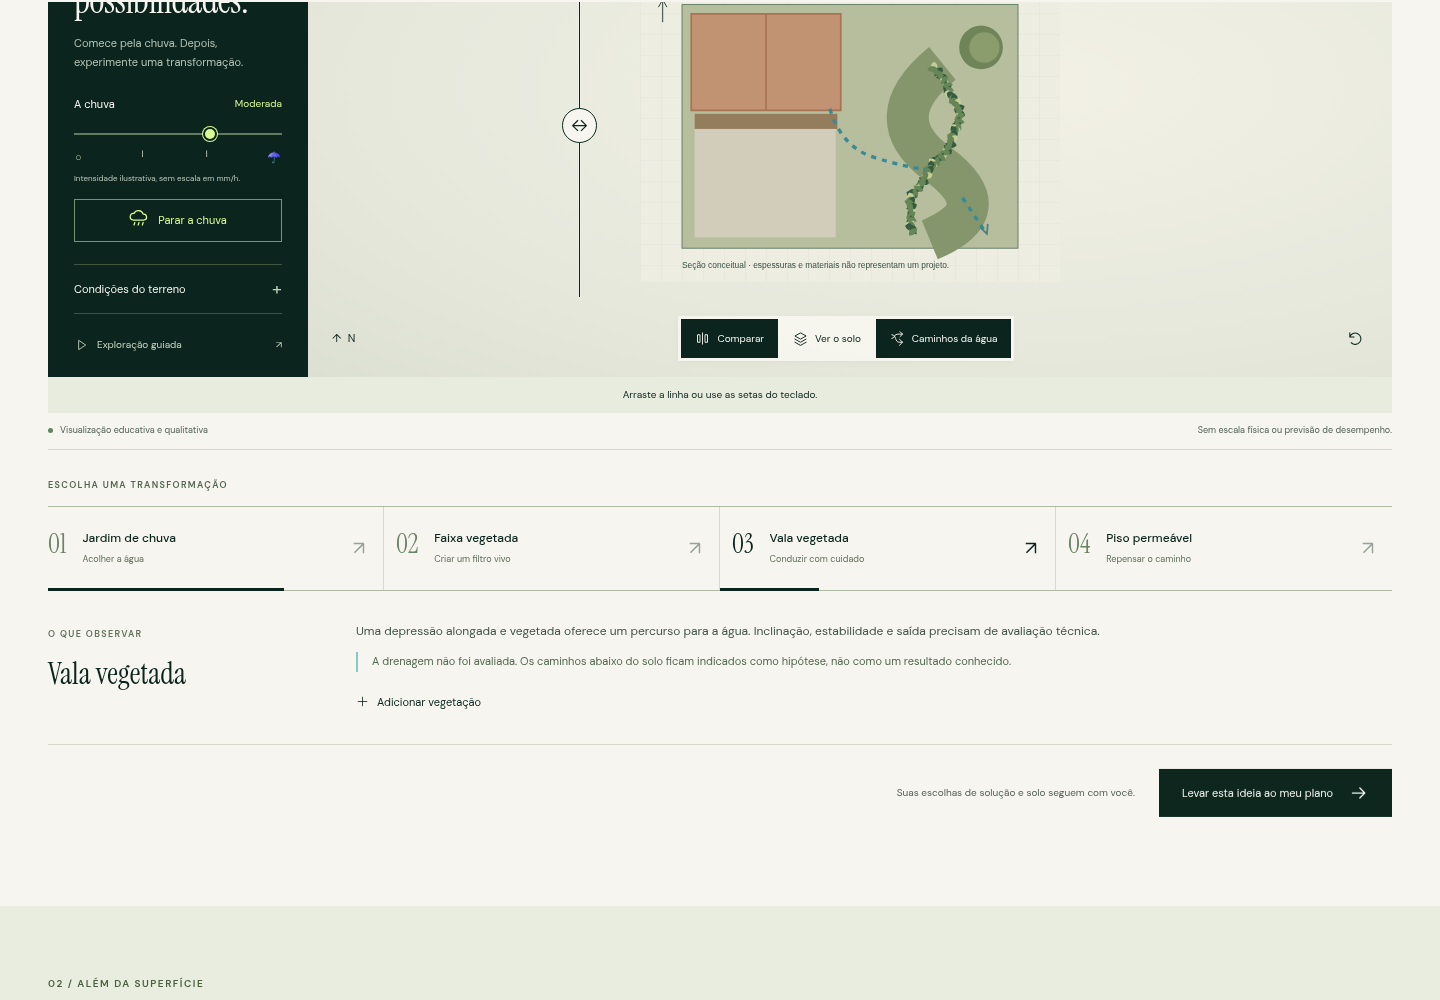 possibilidades.
Comece pela chuva. Depois,
experimente uma transformação.
A chuva
Moderada
Intensidade ilustrativa, sem escala em mm/h.
Parar a chuva
Condições do terreno
Exploração guiada
Seção conceitual · espessuras e materiais não representam um projeto.
N
Comparar
Ver o solo
Caminhos da água
Arraste a linha ou use as setas do teclado.
Visualização educativa e qualitativa
Sem escala física ou previsão de desempenho.
ESCOLHA UMA TRANSFORMAÇÃO
01
Jardim de chuva
Acolher a água
02
Faixa vegetada
Criar um filtro vivo
03
Vala vegetada
Conduzir com cuidado
04
Piso permeável
Repensar o caminho
O QUE OBSERVAR
Vala vegetada
Uma depressão alongada e vegetada oferece um percurso para a água. Inclinação, estabilidade e saída precisam de avaliação técnica.
A drenagem não foi avaliada. Os caminhos abaixo do solo ficam indicados como hipótese, não como um resultado conhecido.
Adicionar vegetação
Suas escolhas de solução e solo seguem com você.
Levar esta ideia ao meu plano
02 / ALÉM DA SUPERFÍCIE